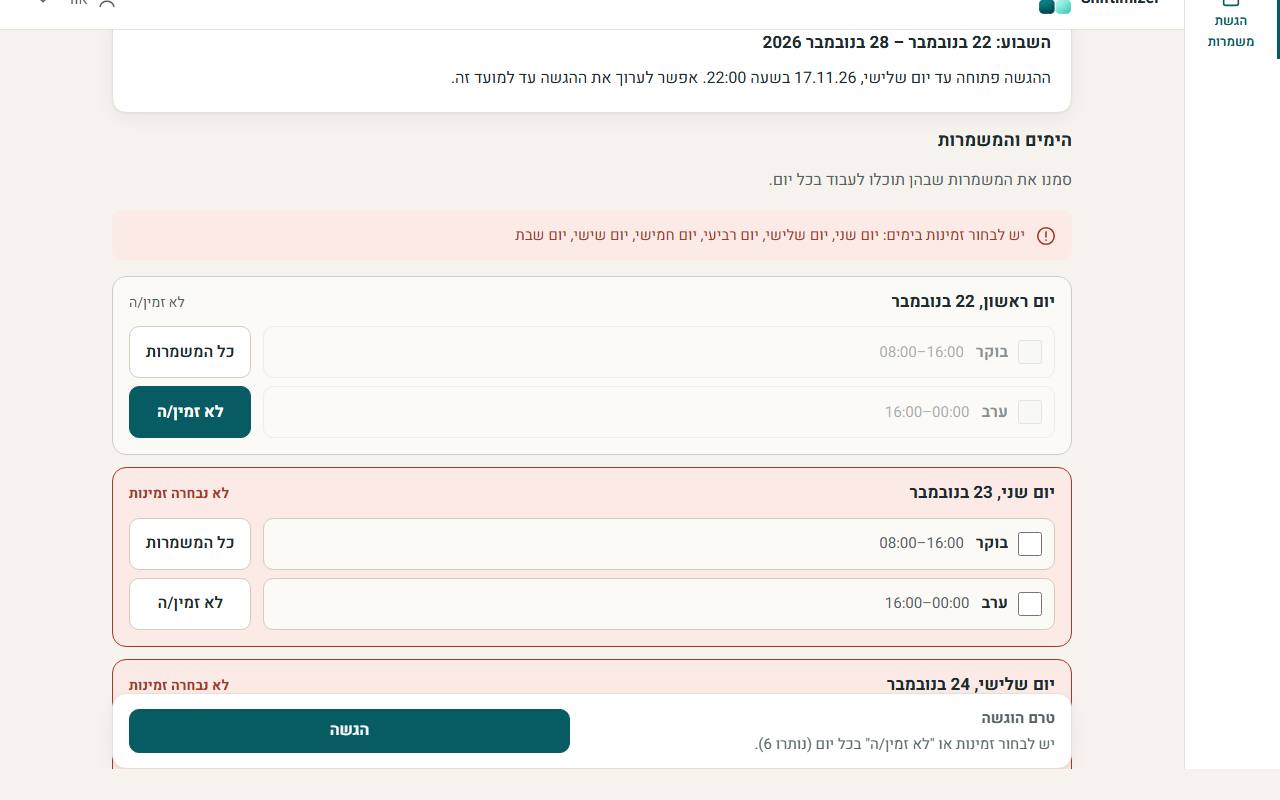 הגשת
משמרות
השבוע: 22 בנובמבר – 28 בנובמבר 2026
ההגשה פתוחה עד יום שלישי, 17.11.26 בשעה 22:00. אפשר לערוך את ההגשה עד למועד זה.
הימים והמשמרות
סמנו את המשמרות שבהן תוכלו לעבוד בכל יום.
יש לבחור זמינות בימים: יום שני, יום שלישי, יום רביעי, יום חמישי, יום שישי, יום שבת
יום ראשון, 22 בנובמבר
לא זמין/ה
בוקר 08:00–16:00
כל המשמרות
ערב 16:00–00:00
לא זמין/ה
יום שני, 23 בנובמבר
לא נבחרה זמינות
בוקר 08:00–16:00
כל המשמרות
ערב 16:00–00:00
לא זמין/ה
יום שלישי, 24 בנובמבר
לא נבחרה זמינות
טרם הוגשה
יש לבחור זמינות או "לא זמין/ה" בכל יום (נותרו 6).
הגשה